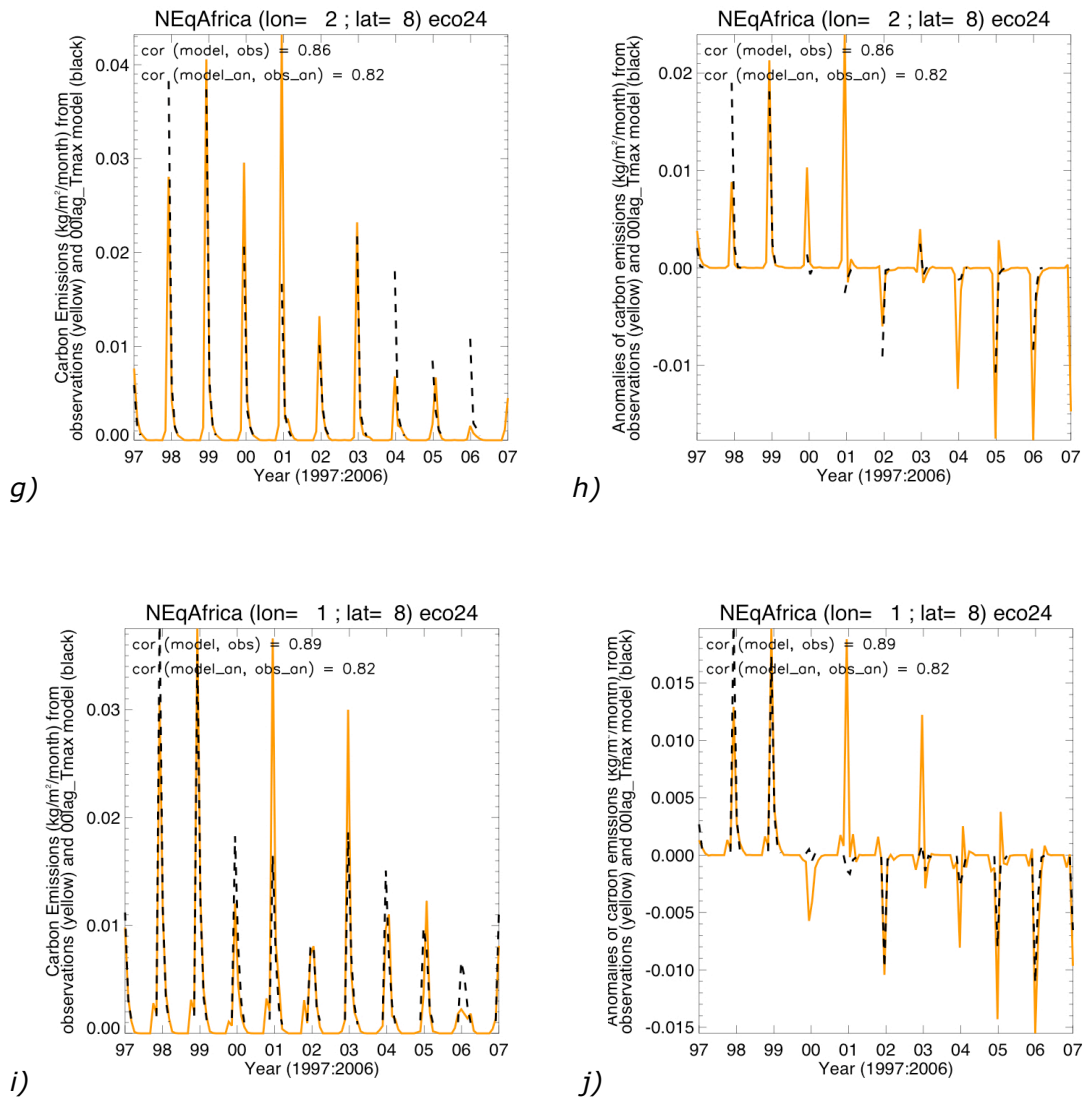 NEqAfrica (lon= 2 ; lat= 8) eco24
cor (model, obs) = 0.86
cor (model_an, obs_an) = 0.82
Carbon Emissions (kg/m²/month) from
observations (yellow) and 00lag_Tmax model (black)
0.04
0.03
0.02
0.01
0.00
97 98 99 00 01 02 03 04 05 06 07
Year (1997:2006)
g)
NEqAfrica (lon= 2 ; lat= 8) eco24
cor (model, obs) = 0.86
cor (model_an, obs_an) = 0.82
Anomalies of carbon emissions (kg/m²/month) from
observations (yellow) and 00lag_Tmax model (black)
0.02
0.01
0.00
-0.01
97 98 99 00 01 02 03 04 05 06 07
Year (1997:2006)
h)
NEqAfrica (lon= 1 ; lat= 8) eco24
cor (model, obs) = 0.89
cor (model_an, obs_an) = 0.82
Carbon Emissions (kg/m²/month) from
observations (yellow) and 00lag_Tmax model (black)
0.03
0.02
0.01
0.00
97 98 99 00 01 02 03 04 05 06 07
Year (1997:2006)
i)
NEqAfrica (lon= 1 ; lat= 8) eco24
cor (model, obs) = 0.89
cor (model_an, obs_an) = 0.82
Anomalies of carbon emissions (kg/m²/month) from
observations (yellow) and 00lag_Tmax model (black)
0.015
0.010
0.005
0.000
-0.005
-0.010
-0.015
97 98 99 00 01 02 03 04 05 06 07
Year (1997:2006)
j)